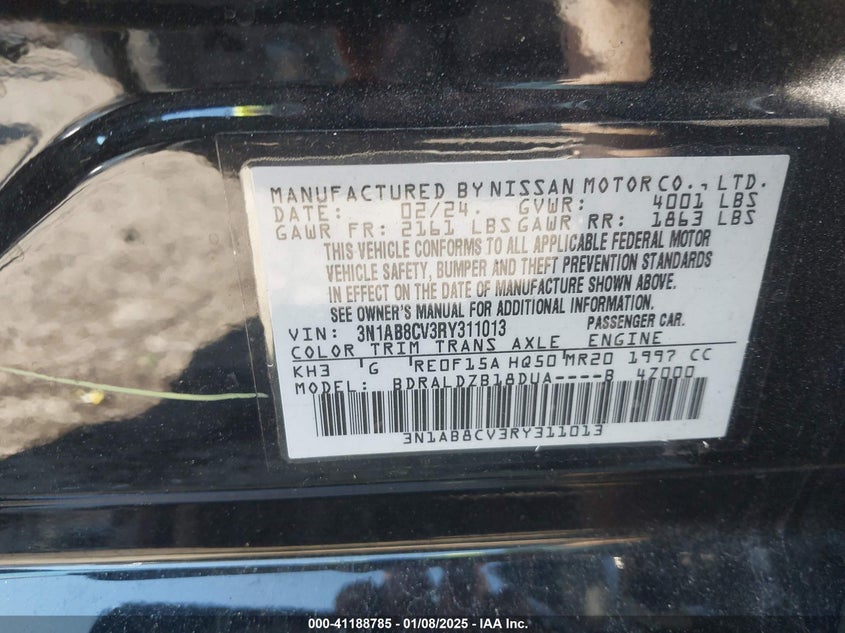 MANUFACTURED BY NISSAN MOTOR CO., LTD.
DATE: 02/24. GVWR: 4001 LBS
GAWR FR: 2161 LBS GAWR RR: 1863 LBS
THIS VEHICLE CONFORMS TO ALL APPLICABLE FEDERAL MOTOR
VEHICLE SAFETY, BUMPER AND THEFT PREVENTION STANDARDS
IN EFFECT ON THE DATE OF MANUFACTURE SHOWN ABOVE.
SEE OWNER'S MANUAL FOR ADDITIONAL INFORMATION.
VIN: 3N1AB8CV3RY311013 PASSENGER CAR.
COLOR TRIM TRANS AXLE ENGINE
KH3 G RE0F15A HQ50 MR20 1997 CC
MODEL: BDRALDZB18DUA----B 47000
3N1AB8CV3RY311013
000-41188785 - 01/08/2025 - IAA Inc.